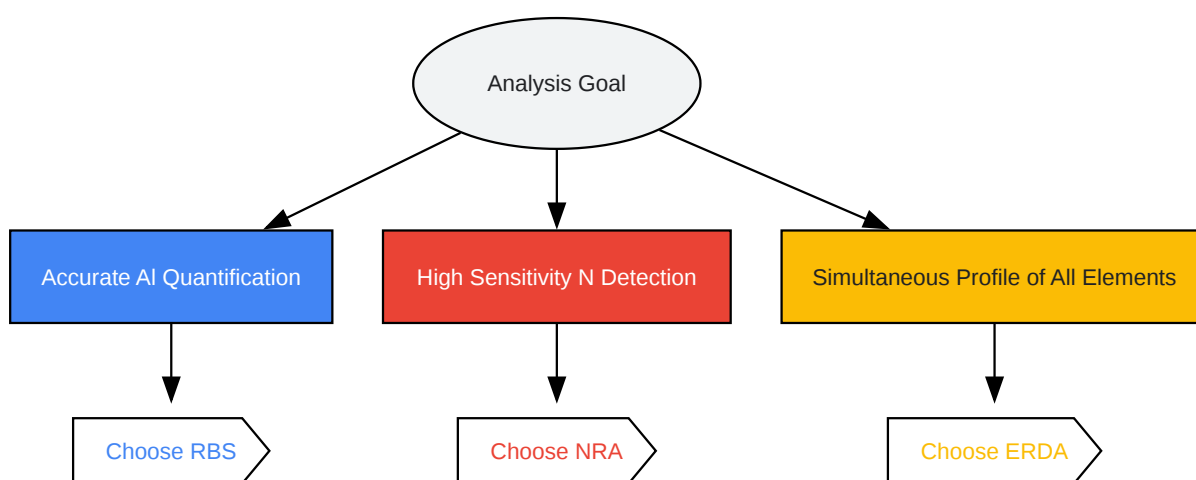 Analysis Goal
Accurate Al Quantification
High Sensitivity N Detection
Simultaneous Profile of All Elements
Choose RBS
Choose NRA
Choose ERDA